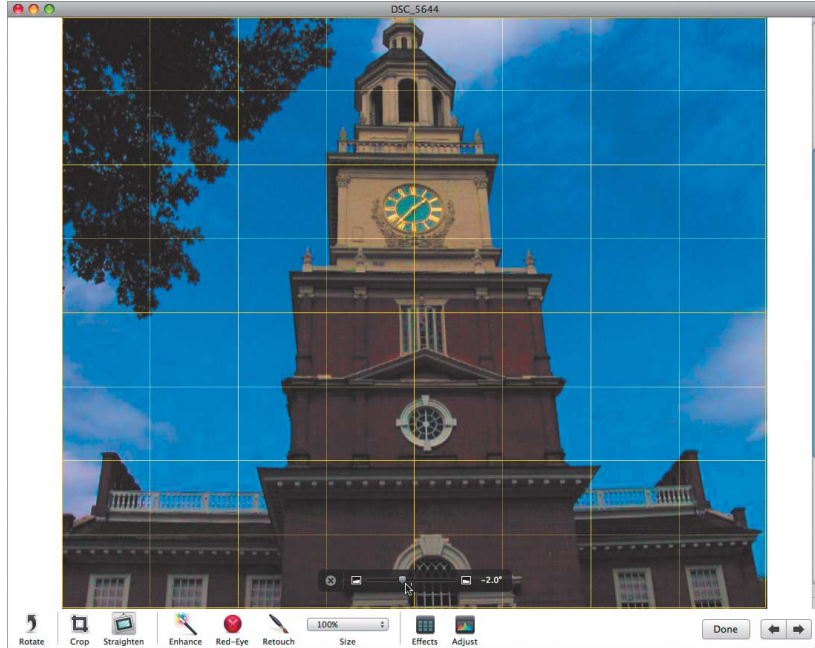 DSC_5644
-2.0°
100%
Rotate Crop Straighten Enhance Red-Eye Retouch Size Effects Adjust Done